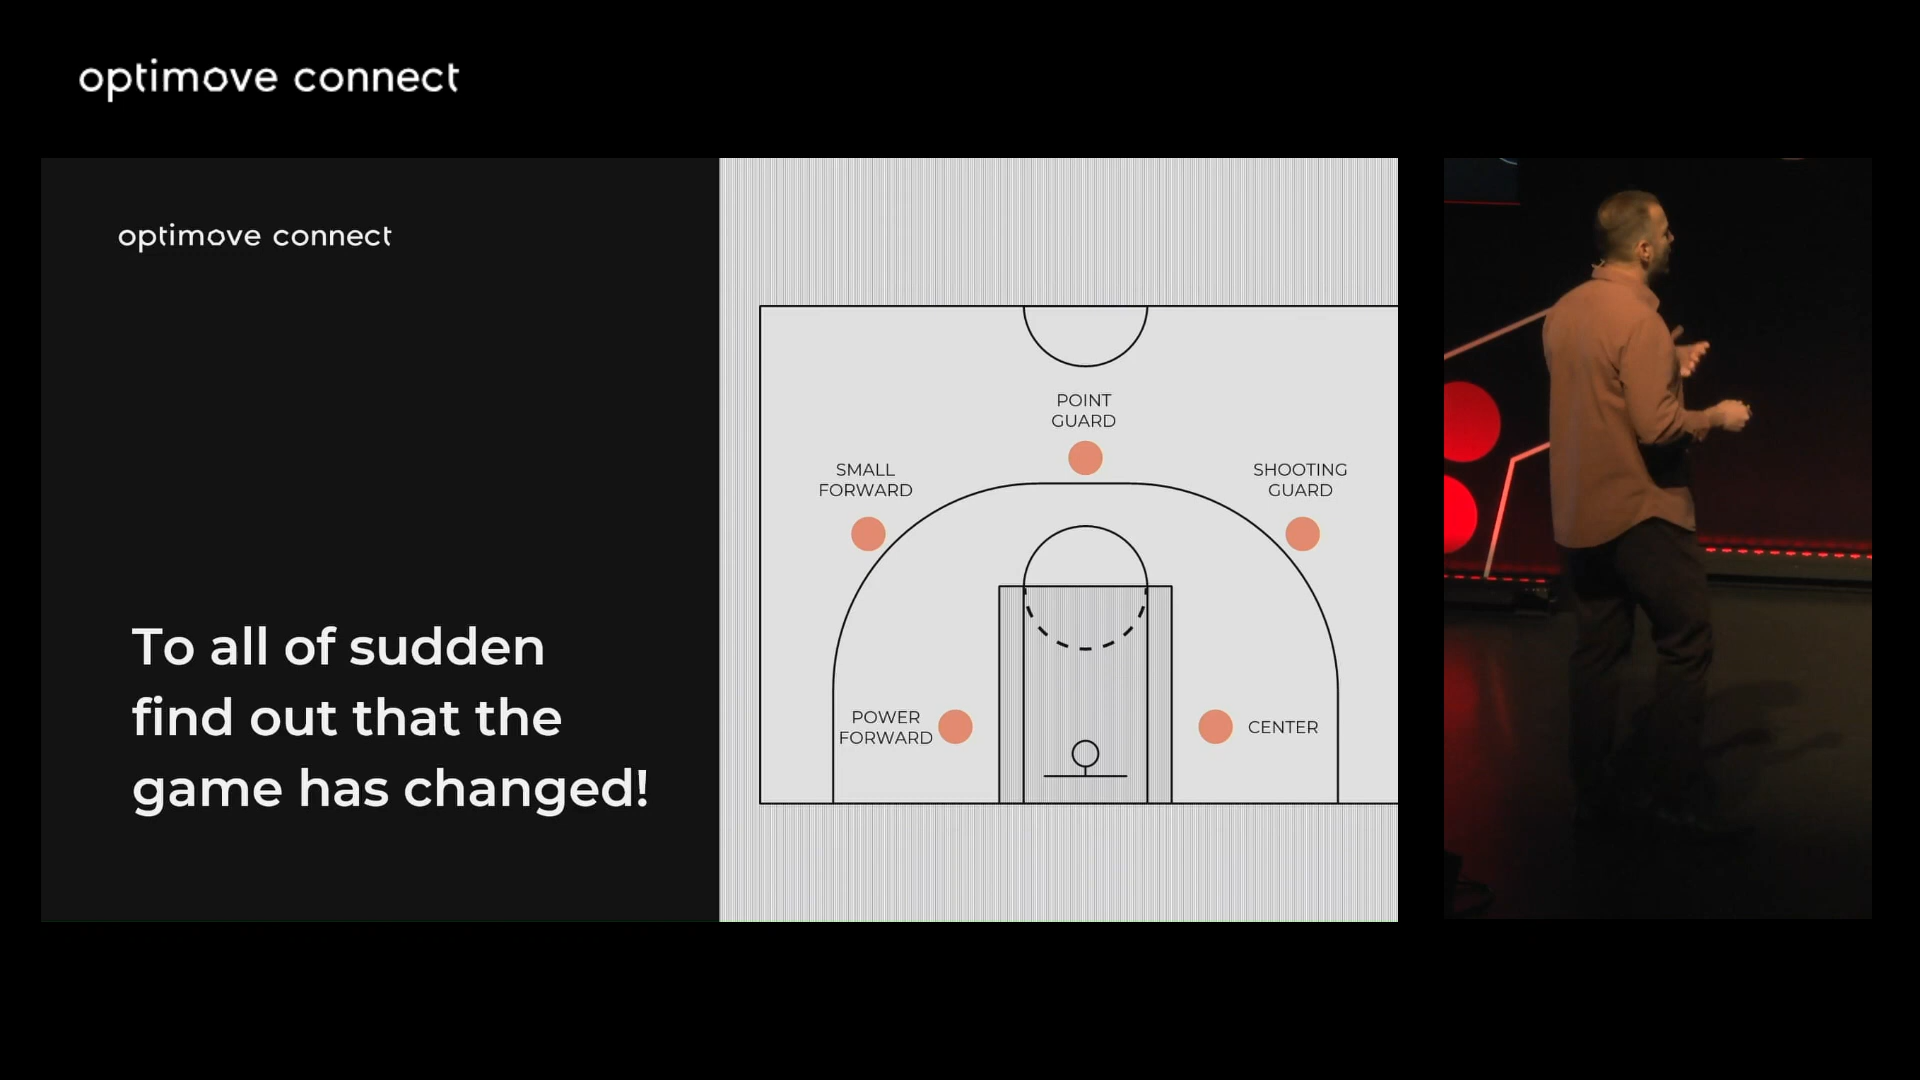 optimove connect
optimove connect
To all of sudden
find out that the
game has changed!
POINT
GUARD
SMALL
FORWARD
SHOOTING
GUARD
POWER
FORWARD
CENTER